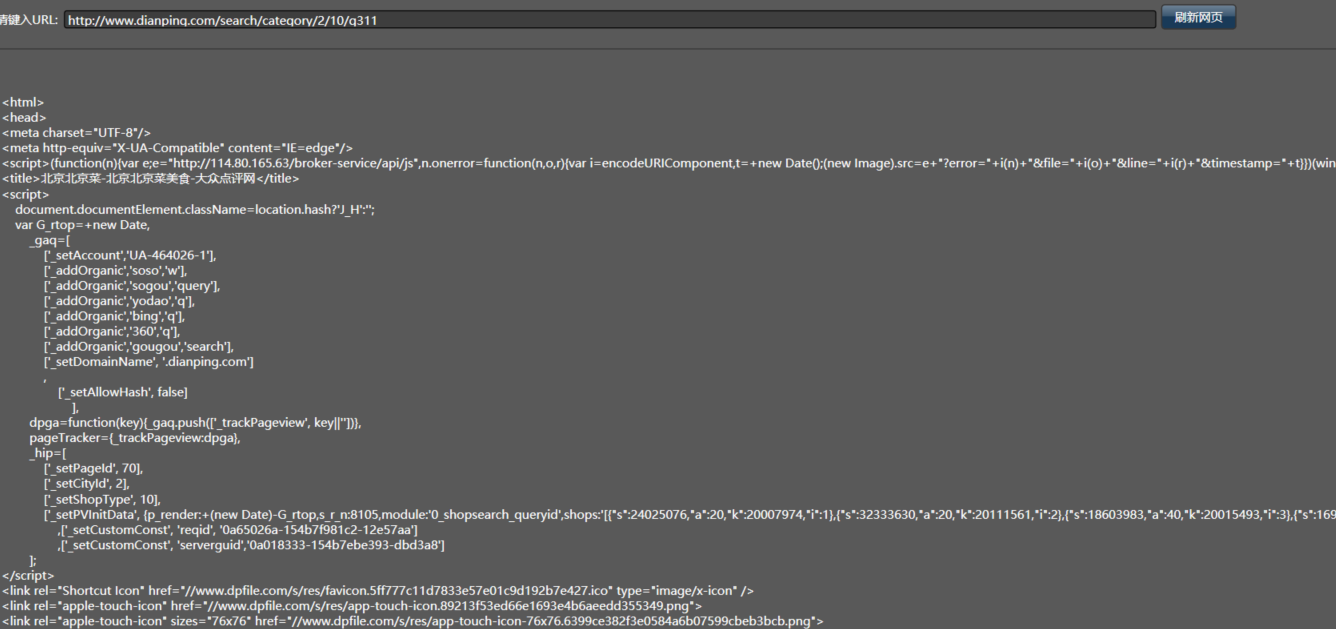 请键入URL: http://www.dianping.com/search/category/2/10/g311 刷新网页
<html>
<head>
<meta charset="UTF-8"/>
<meta http-equiv="X-UA-Compatible" content="IE=edge"/>
<script>(function(n){var e;e="http://114.80.165.63/broker-service/api/js",n.onerror=function(n,o,r){var i=encodeURIComponent,t=+new Date();(new Image).src=e+"?error="+i(n)+"&file="+i(o)+"&line="+i(r)+"&timestamp="+t}})(win
<title>北京北京菜-北京北京菜美食-大众点评网</title>
<script>
document.documentElement.className=location.hash?'J_H':'';
var G_rtop=+new Date,
_gaq=[
['_setAccount','UA-464026-1'],
['_addOrganic','soso','w'],
['_addOrganic','sogou','query'],
['_addOrganic','yodao','q'],
['_addOrganic','bing','q'],
['_addOrganic','360','q'],
['_addOrganic','gougou','search'],
['_setDomainName', '.dianping.com']
,
['_setAllowHash', false]
],
dpga=function(key){_gaq.push(['_trackPageview', key||''])},
pageTracker={_trackPageview:dpga},
_hip=[
['_setPageId', 70],
['_setCityId', 2],
['_setShopType', 10],
['_setPVInitData', {p_render:+(new Date)-G_rtop,s_r_n:8105,module:'0_shopsearch_queryid',shops:'[{"s":24025076,"a":20,"k":20007974,"i":1},{"s":32333630,"a":20,"k":20111561,"i":2},{"s":18603983,"a":40,"k":20015493,"i":3},{"s":169
,['_setCustomConst', 'reqid', '0a65026a-154b7f981c2-12e57aa']
,['_setCustomConst', 'serverguid','0a018333-154b7ebe393-dbd3a8']
];
</script>
<link rel="Shortcut Icon" href="//www.dpfile.com/s/res/favicon.5ff777c11d7833e57e01c9d192b7e427.ico" type="image/x-icon" />
<link rel="apple-touch-icon" href="//www.dpfile.com/s/res/app-touch-icon.89213f53ed66e1693e4b6aeedd355349.png">
<link rel="apple-touch-icon" sizes="76x76" href="//www.dpfile.com/s/res/app-touch-icon-76x76.6399ce382f3e0584a6b07599cbeb3bcb.png">